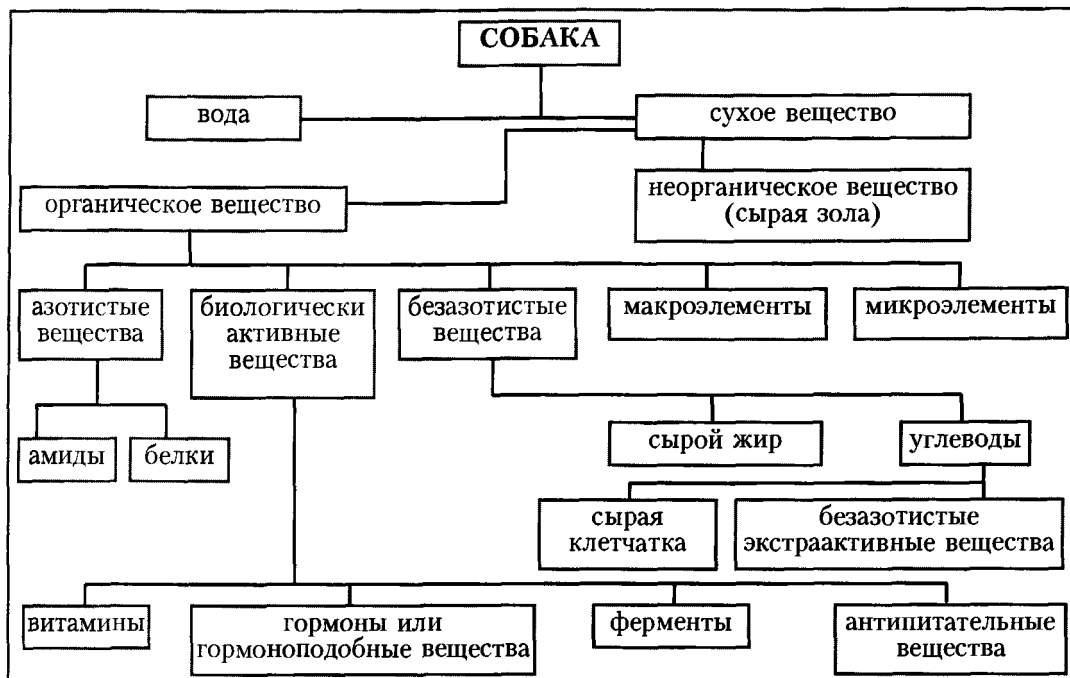 СОБАКА
вода
сухое вещество
органическое вещество
неорганическое вещество
(сырая зола)
азотистые
вещества
биологически
активные
вещества
безазотистые
вещества
макроэлементы
микроэлементы
амиды
белки
сырой жир
углеводы
сырая
клетчатка
безазотистые
экстраактивные вещества
витамины
гормоны или
гормоноподобные вещества
ферменты
антипитательные
вещества